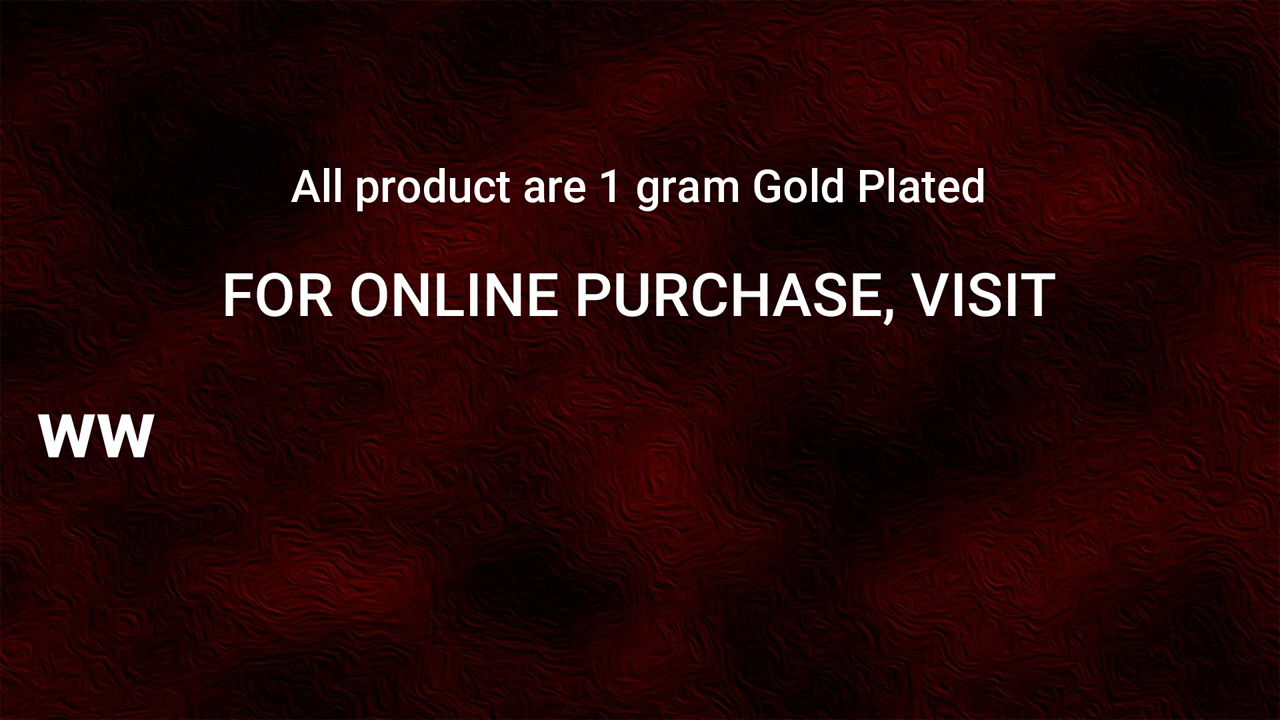 All product are 1 gram Gold Plated
FOR ONLINE PURCHASE, VISIT
ww